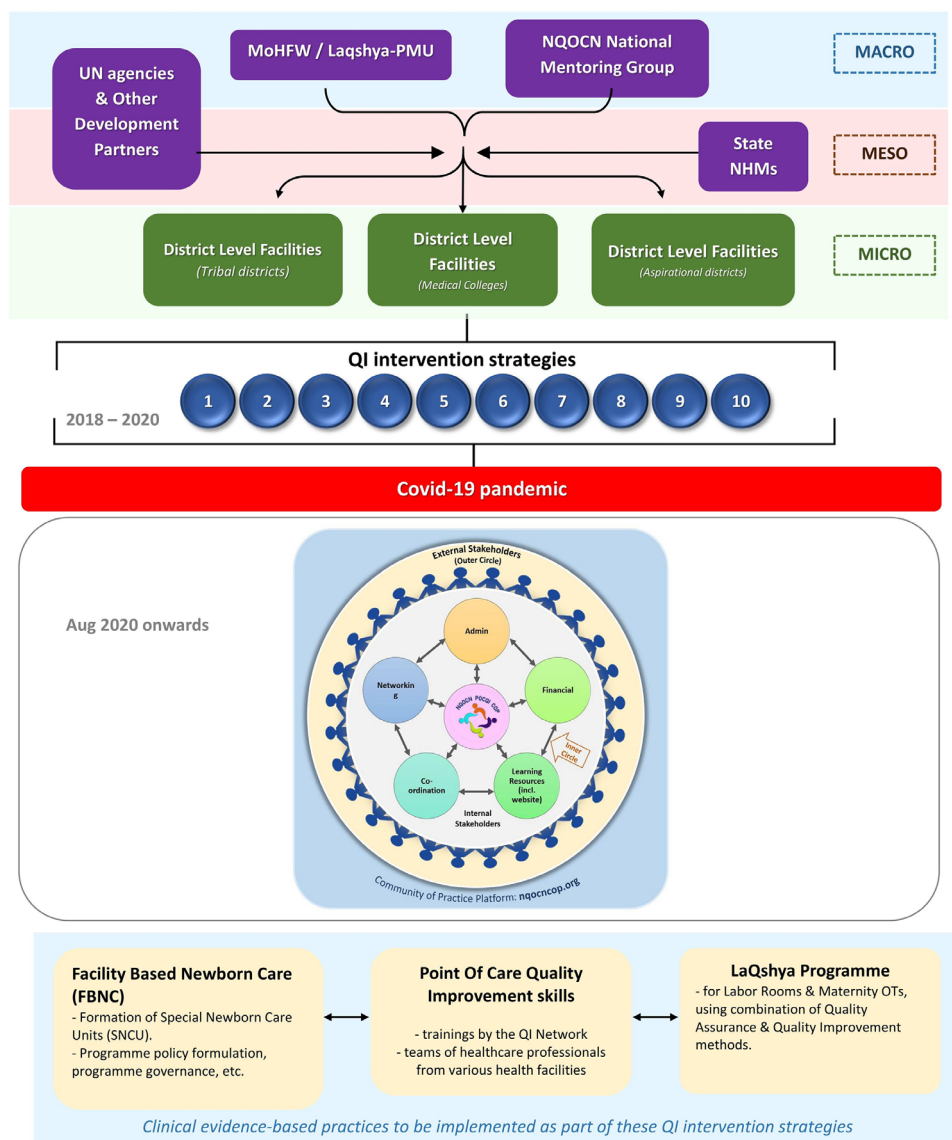 MoHFW / Laqshya-PMU
NQOCN National
Mentoring Group
MACRO
UN agencies
& Other
Development
Partners
State
NHMs
MESO
District Level Facilities
(Tribal districts)
District Level
Facilities
(Medical Colleges)
District Level Facilities
(Aspirational districts)
MICRO
QI intervention strategies
1 2 3 4 5 6 7 8 9 10
2018 – 2020
Covid-19 pandemic
Aug 2020 onwards
External Stakeholders
(Outer Circle)
Admin
Networkin
g
Financial
NQOCN POCQI COP
Inner
Circle
Co-
ordination
Learning
Resources
(incl.
website)
Internal
Stakeholders
Community of Practice Platform: nqocncop.org
Facility Based Newborn Care
(FBNC)
- Formation of Special Newborn Care
Units (SNCU).
- Programme policy formulation,
programme governance, etc.
Point Of Care Quality
Improvement skills
- trainings by the QI Network
- teams of healthcare professionals
from various health facilities
LaQshya Programme
- for Labor Rooms & Maternity OTs,
using combination of Quality
Assurance & Quality Improvement
methods.
Clinical evidence-based practices to be implemented as part of these QI intervention strategies